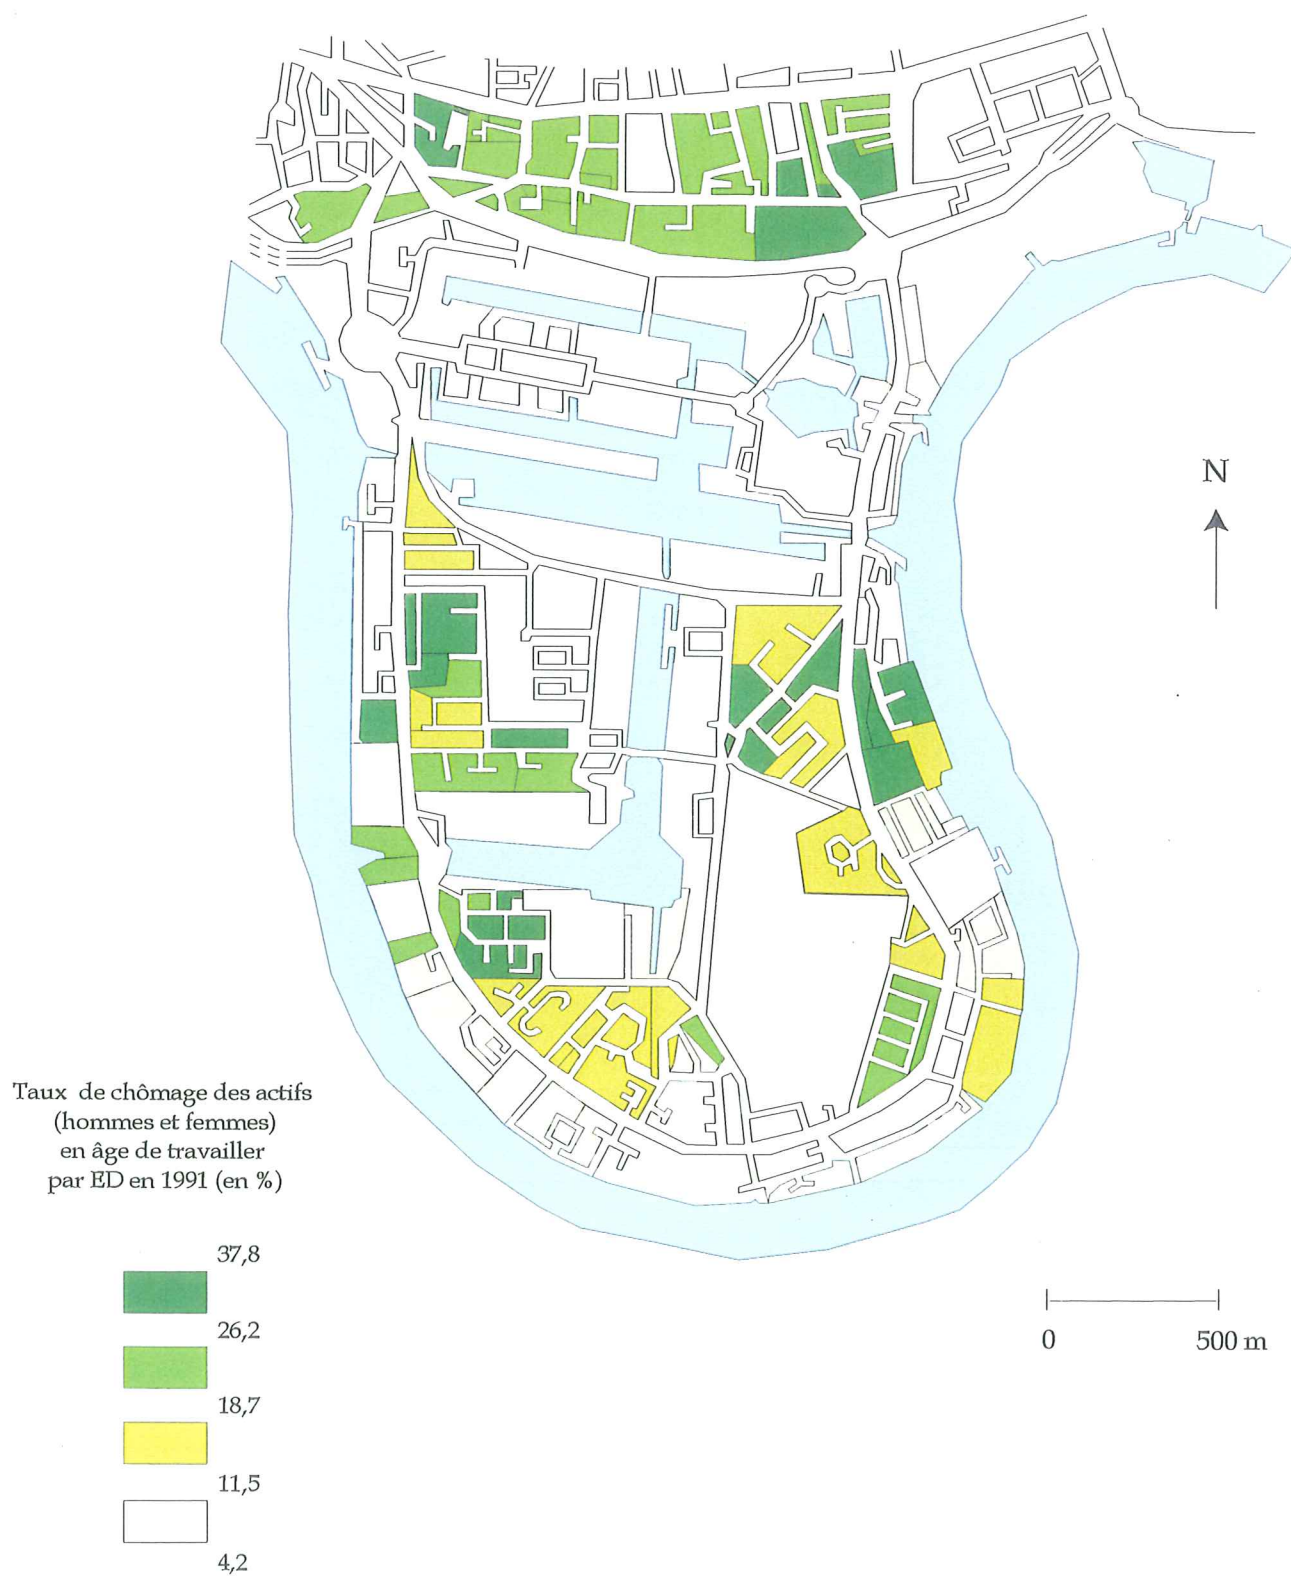 N
Taux de chômage des actifs
(hommes et femmes)
en âge de travailler
par ED en 1991 (en %)
37,8
26,2
18,7
11,5
4,2
0 500 m